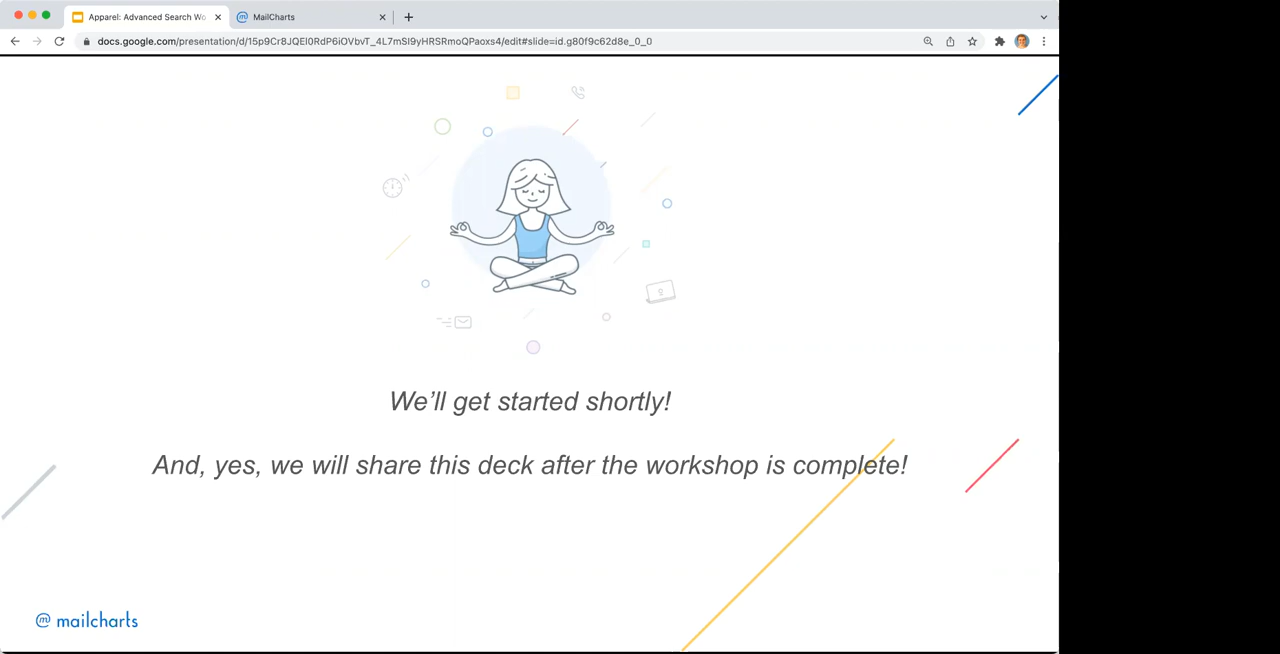 Apparel: Advanced Search Wo
MailCharts
docs.google.com/presentation/d/15p9Cr8JQEl0RdP6iOVbvT_4L7mSI9yHRSRmoQPaoxs4/edit#slide=id.g80f9c62d8e_0_0
We'll get started shortly!
And, yes, we will share this deck after the workshop is complete!
@ mailcharts